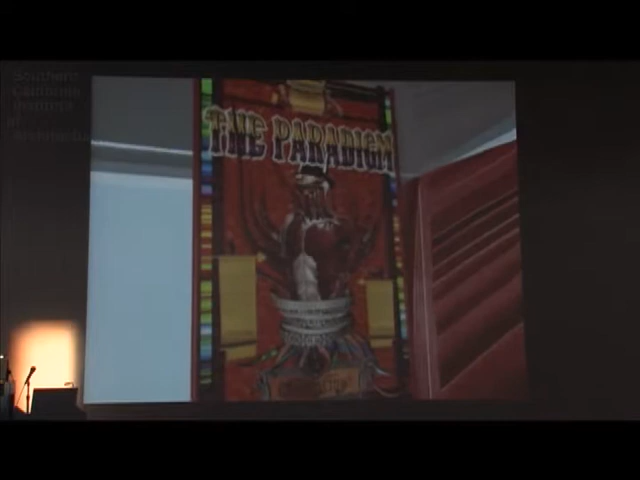 Southern
California
Institute
of
Architecture
THE PARADIGM